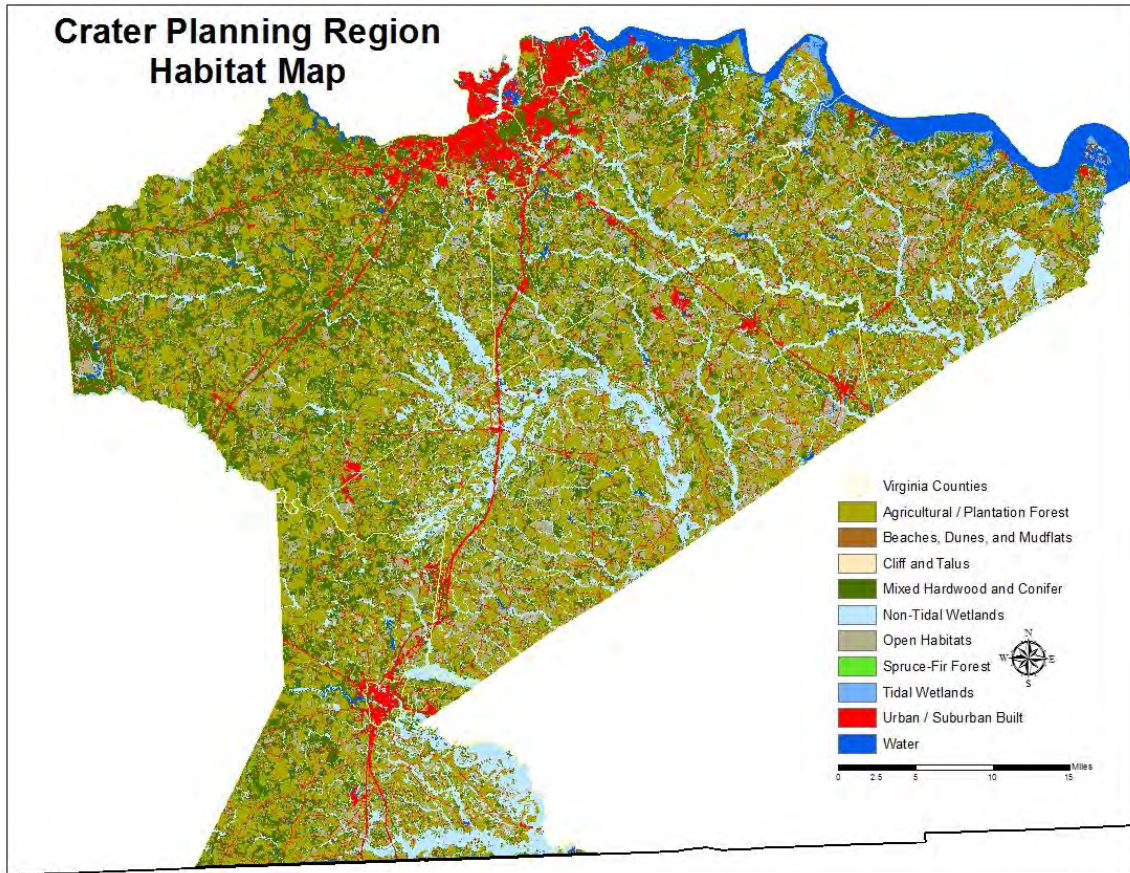 Crater Planning Region
Habitat Map
Virginia Counties
Agricultural / Plantation Forest
Beaches, Dunes, and Mudflats
Cliff and Talus
Mixed Hardwood and Conifer
Non-Tidal Wetlands
Open Habitats
Spruce-Fir Forest
Tidal Wetlands
Urban / Suburban Built
Water
N
W E
S
Miles
0 2.5 5 10 15